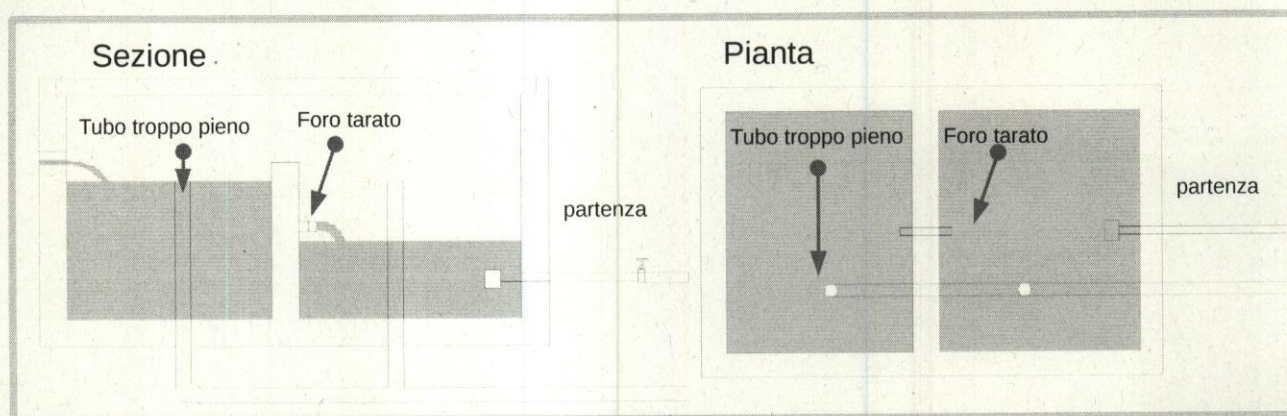 Sezione
Tubo troppo pieno
Foro tarato
partenza
Pianta
Tubo troppo pieno
Foro tarato
partenza